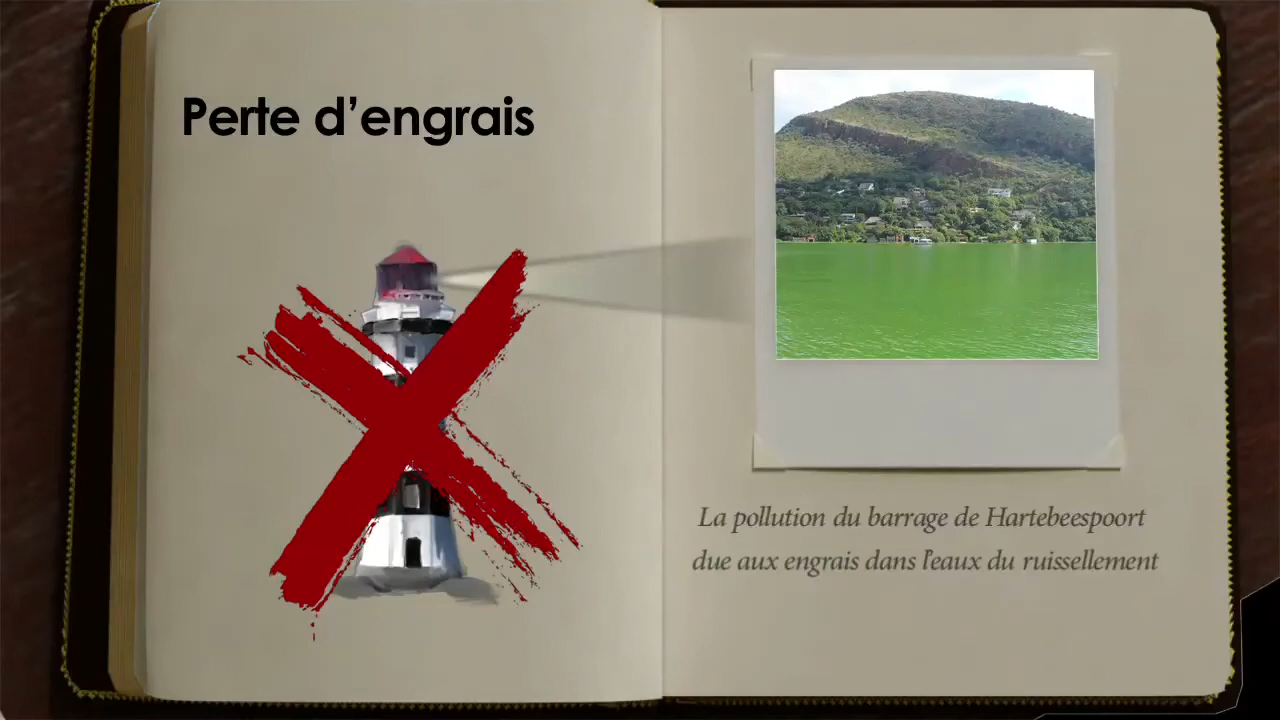 Perte d’engrais
La pollution du barrage de Hartebeespoort
due aux engrais dans l'eaux du ruissellement